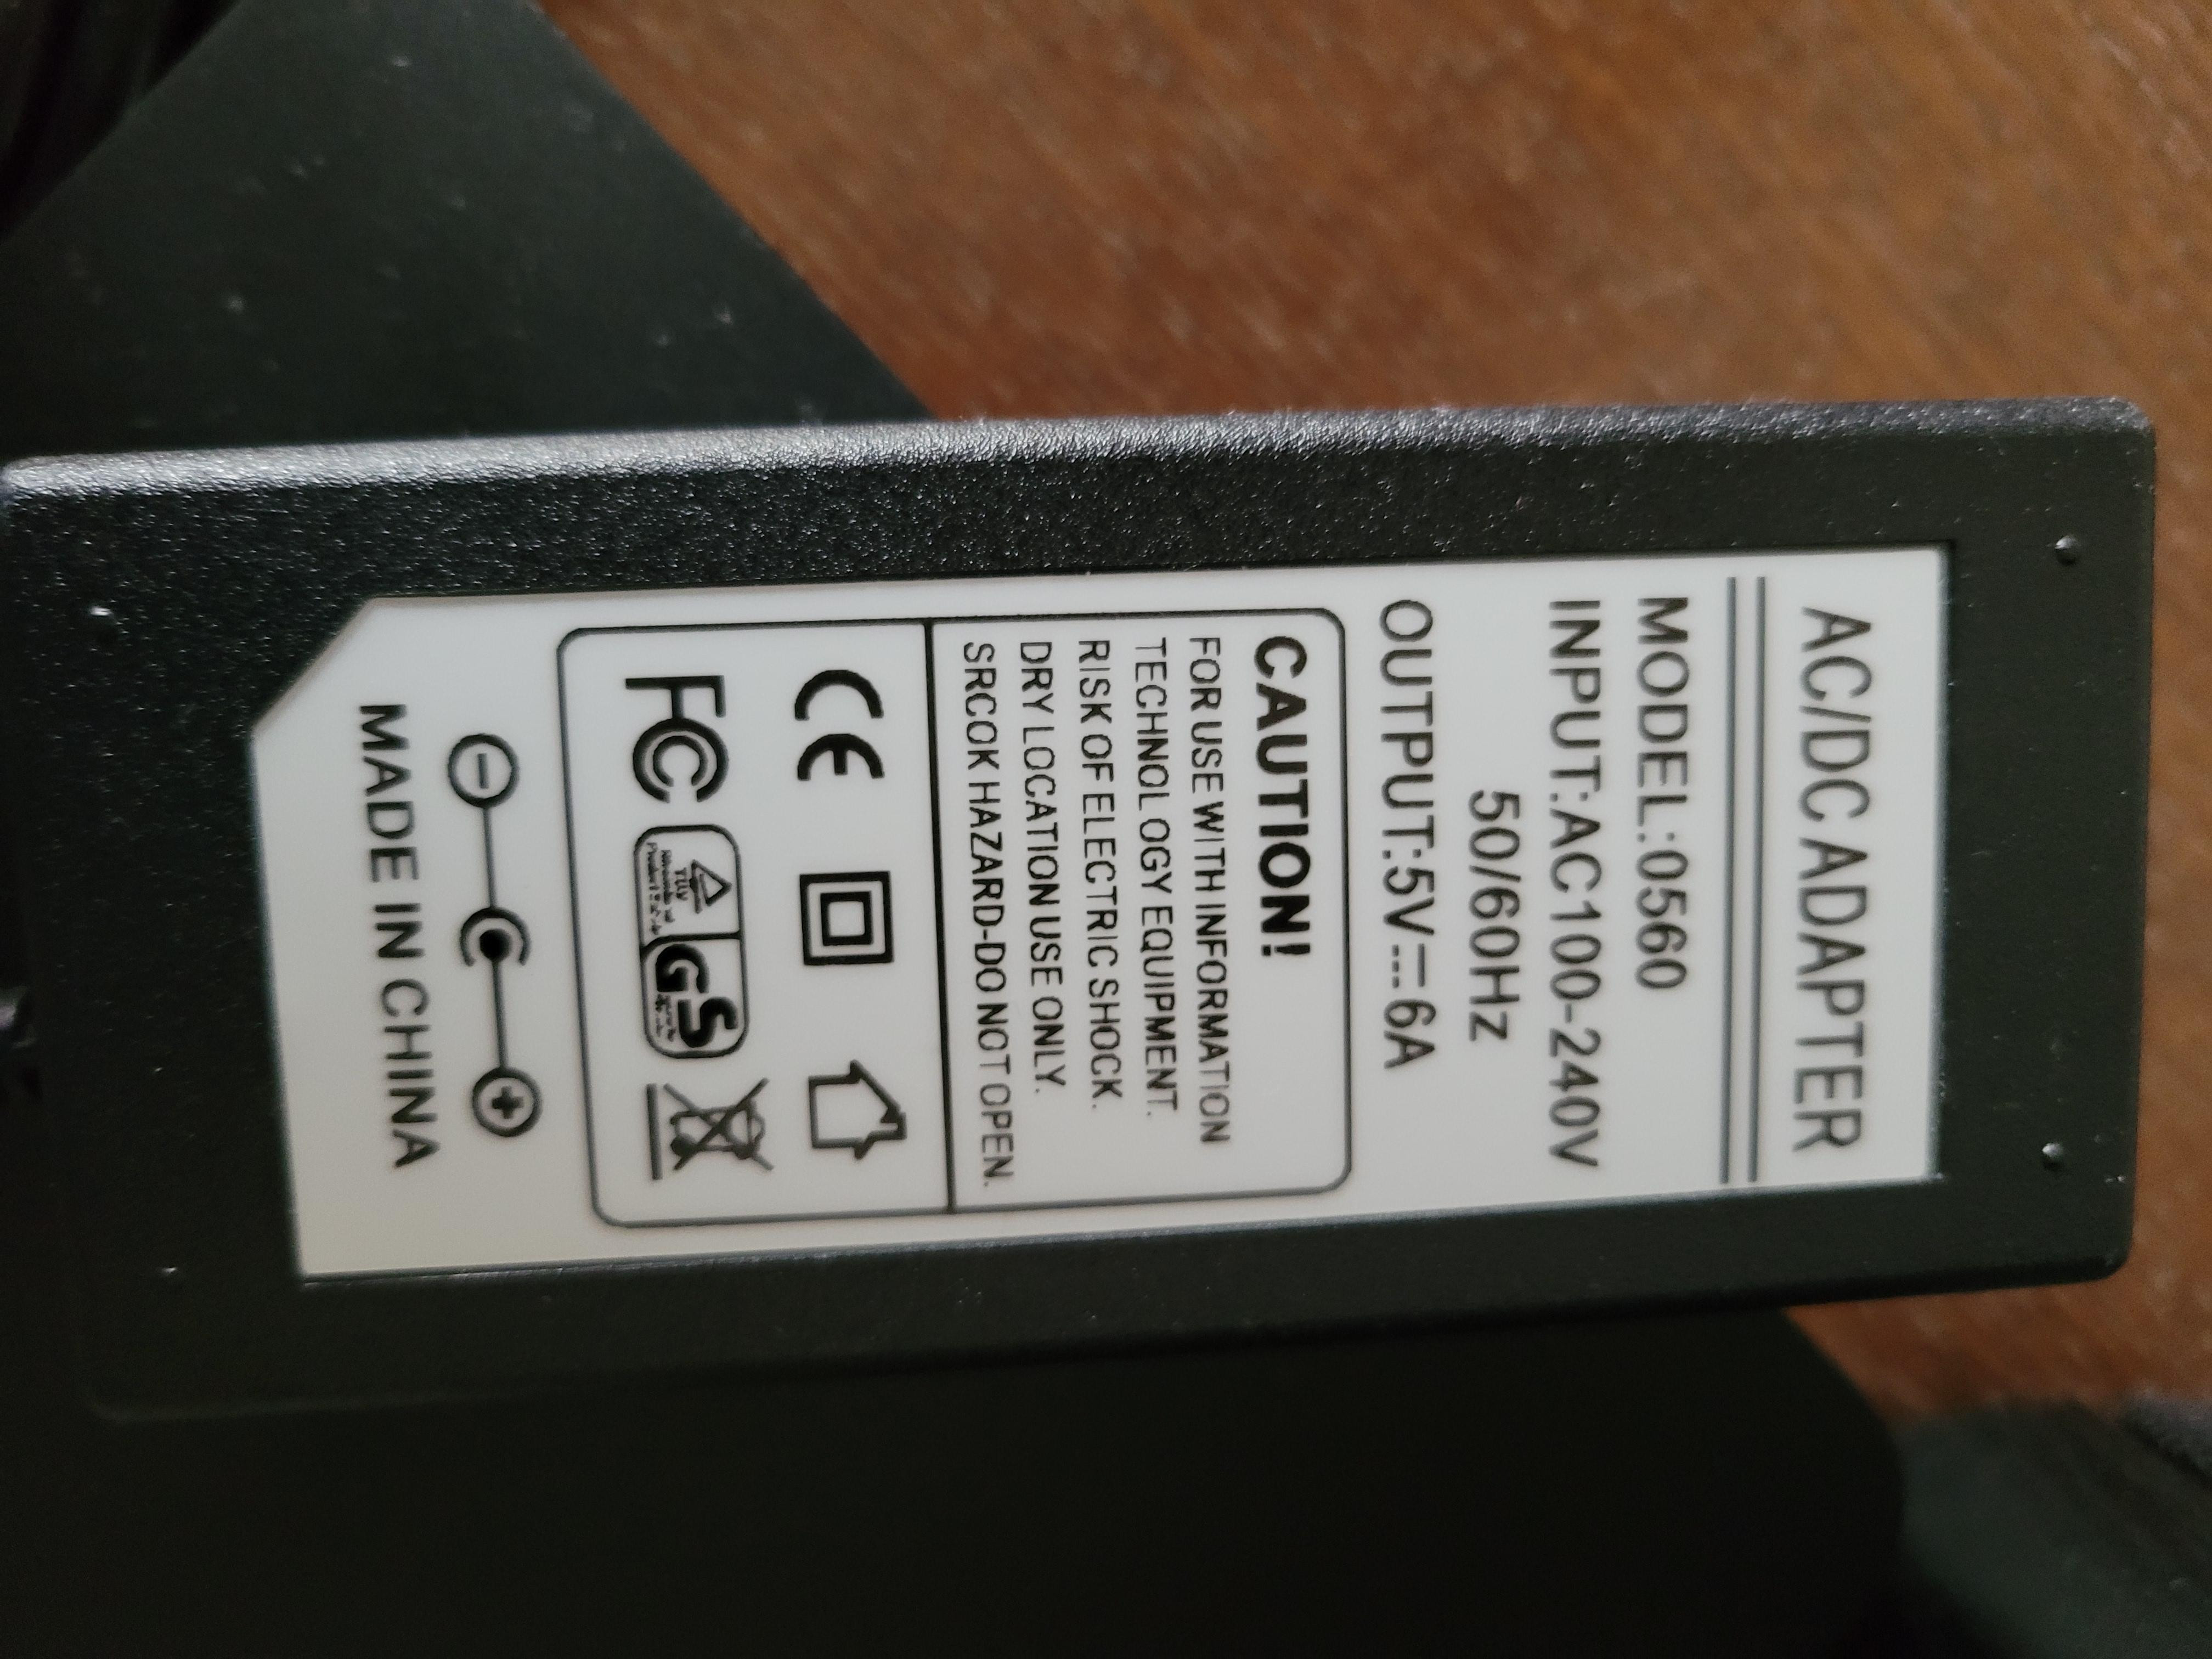 AC/DC ADAPTER
MODEL:0560
INPUT:AC100-240V
50/60Hz
OUTPUT:5V⎓6A
CAUTION!
FOR USE WITH INFORMATION
TECHNOLOGY EQUIPMENT.
RISK OF ELECTRIC SHOCK.
DRY LOCATION USE ONLY.
SRCOK HAZARD-DO NOT OPEN.
CE
FC
TÜV
GS
MADE IN CHINA